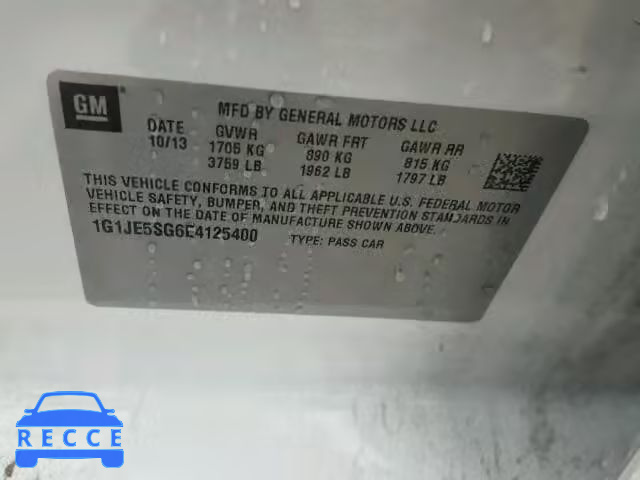 GM
MFD BY GENERAL MOTORS LLC
DATE GVWR GAWR FRT GAWR RR
10/13 1705 KG 890 KG 815 KG
3759 LB 1962 LB 1797 LB
THIS VEHICLE CONFORMS TO ALL APPLICABLE U.S. FEDERAL MOTOR
VEHICLE SAFETY, BUMPER, AND THEFT PREVENTION STANDARDS IN
EFFECT ON THE DATE OF MANUFACTURE SHOWN ABOVE.
1G1JE5SG6E4125400 TYPE: PASS CAR
RECCE